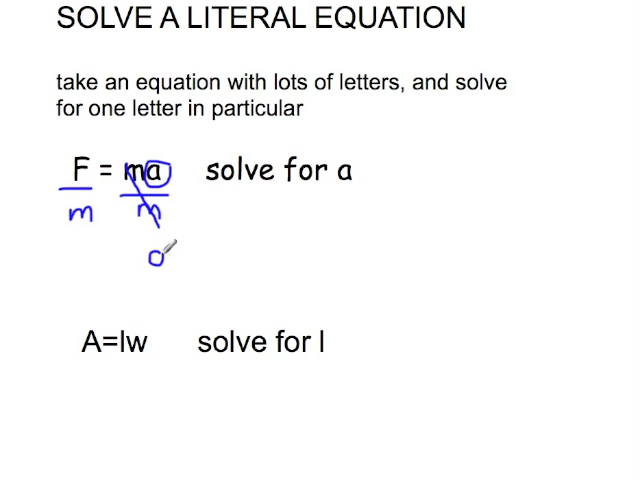 SOLVE A LITERAL EQUATION
take an equation with lots of letters, and solve
for one letter in particular
F = ma solve for a
m m
a
A=lw solve for l